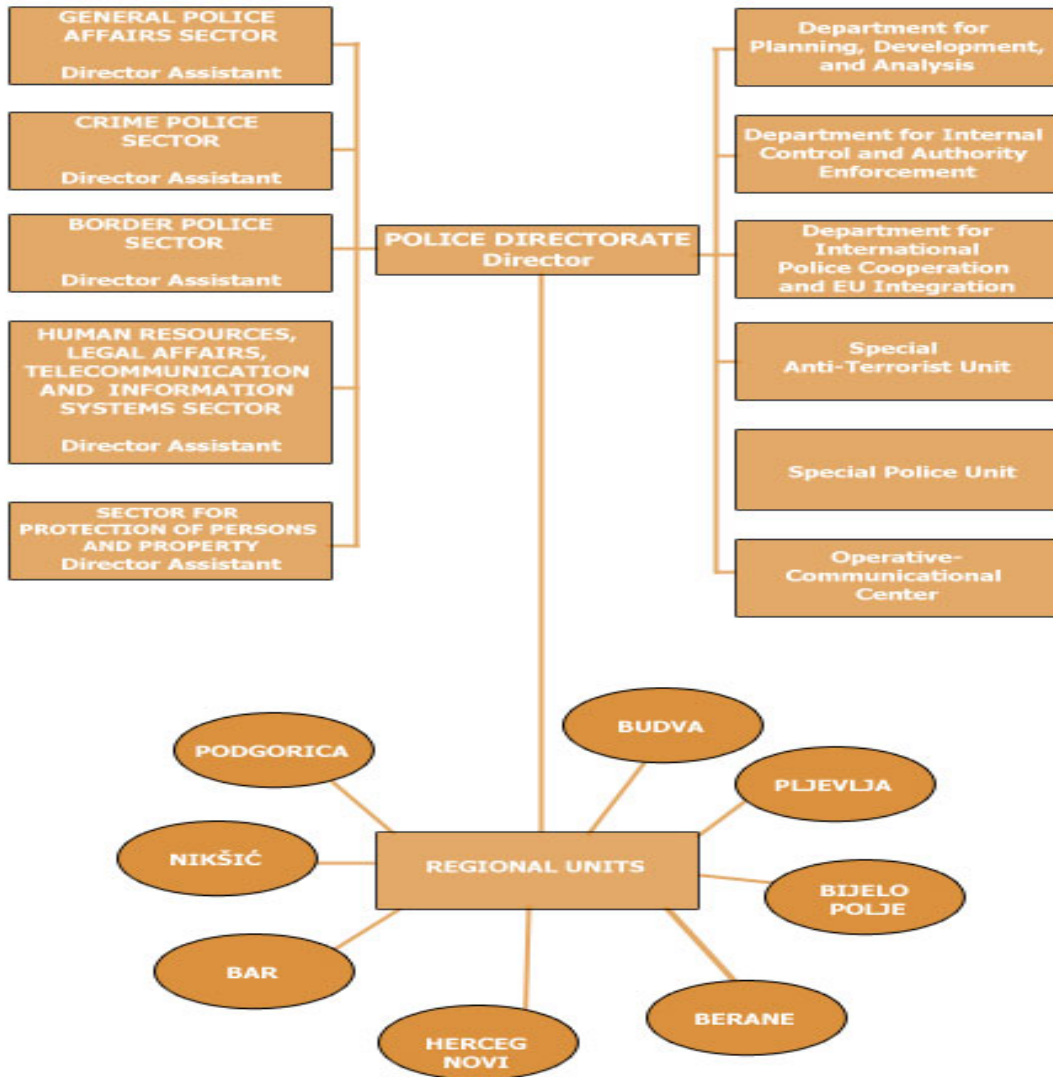 GENERAL POLICE
AFFAIRS SECTOR
Director Assistant
CRIME POLICE
SECTOR
Director Assistant
BORDER POLICE
SECTOR
Director Assistant
HUMAN RESOURCES,
LEGAL AFFAIRS,
TELECOMMUNICATION
AND INFORMATION
SYSTEMS SECTOR
Director Assistant
SECTOR FOR
PROTECTION OF PERSONS
AND PROPERTY
Director Assistant
POLICE DIRECTORATE
Director
Department for
Planning, Development,
and Analysis
Department for Internal
Control and Authority
Enforcement
Department for
International
Police Cooperation
and EU Integration
Special
Anti-Terrorist Unit
Special Police Unit
Operative-
Communicational
Center
PODGORICA
BUDVA
PLJEVLJA
NIKŠIĆ
REGIONAL UNITS
BIJELO
POLJE
BAR
BERANE
HERCEG
NOVI